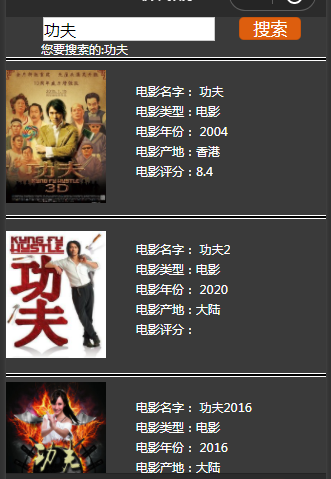 功夫
搜索
您要搜索的:功夫
电影名字： 功夫
电影类型：电影
电影年份： 2004
电影产地：香港
电影评分：8.4
功夫
KUNG FU HUSTLE
3D
电影名字： 功夫2
电影类型：电影
电影年份： 2020
电影产地：大陆
电影评分：
KUNG FU
HUSTLE
功夫
电影名字： 功夫2016
电影类型：电影
电影年份： 2016
电影产地：大陆
功夫